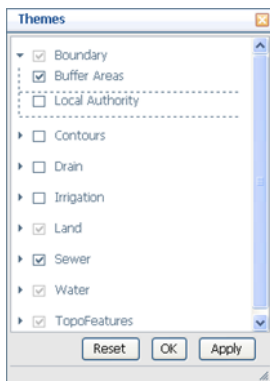 Themes
Boundary
Buffer Areas
Local Authority
Contours
Drain
Irrigation
Land
Sewer
Water
TopoFeatures
Reset OK Apply